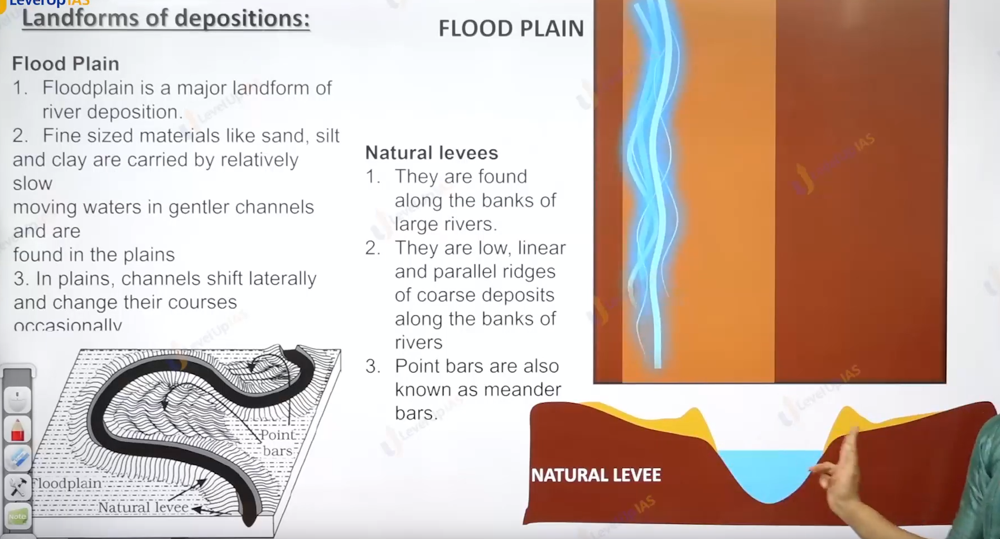 LevelUp IAS
Landforms of depositions:
FLOOD PLAIN
Flood Plain
1. Floodplain is a major landform of
river deposition.
2. Fine sized materials like sand, silt
and clay are carried by relatively
slow
moving waters in gentler channels
and are
found in the plains
3. In plains, channels shift laterally
and change their courses
occasionally
Natural levees
1. They are found
along the banks of
large rivers.
2. They are low, linear
and parallel ridges
of coarse deposits
along the banks of
rivers
3. Point bars are also
known as meander
bars.
Point
bars
Floodplain
Natural levee
NATURAL LEVEE
Note